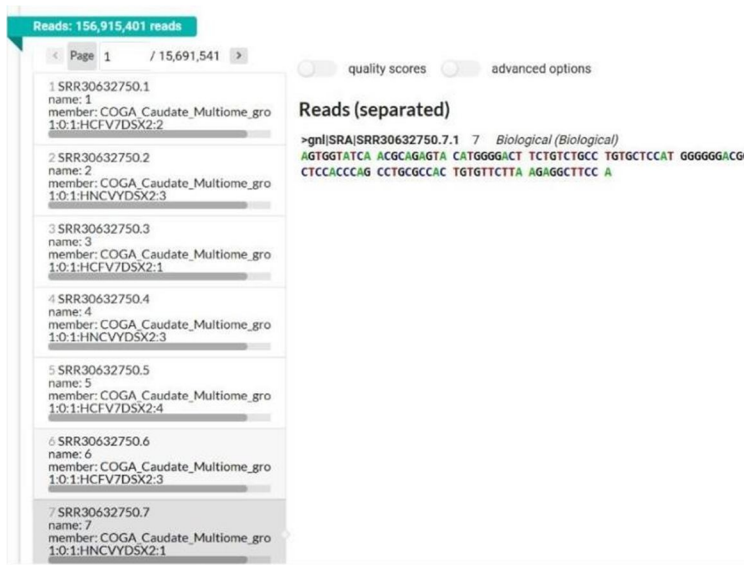 Reads: 156,915,401 reads
< Page 1 / 15,691,541 >
1 SRR30632750.1
name: 1
member: COGA_Caudate_Multiome_gro
1:0:1:HCFV7DSX2:2
2 SRR30632750.2
name: 2
member: COGA_Caudate_Multiome_gro
1:0:1:HNCVYDSX2:3
3 SRR30632750.3
name: 3
member: COGA_Caudate_Multiome_gro
1:0:1:HCFV7DSX2:1
4 SRR30632750.4
name: 4
member: COGA_Caudate_Multiome_gro
1:0:1:HNCVYDSX2:3
5 SRR30632750.5
name: 5
member: COGA_Caudate_Multiome_gro
1:0:1:HCFV7DSX2:4
6 SRR30632750.6
name: 6
member: COGA_Caudate_Multiome_gro
1:0:1:HCFV7DSX2:3
7 SRR30632750.7
name: 7
member: COGA_Caudate_Multiome_gro
1:0:1:HNCVYDSX2:1
quality scores advanced options
Reads (separated)
>gnl|SRA|SRR30632750.7.1 7 Biological (Biological)
AGTGGTATCA ACGCAGAGTA CATGGGGACT TCTGTCTGCC TGTGCTCCAT GGGGGGACG
CTCCACCCAG CCTGCGCCAC TGTGTTCTTA AGAGGCTTCC A